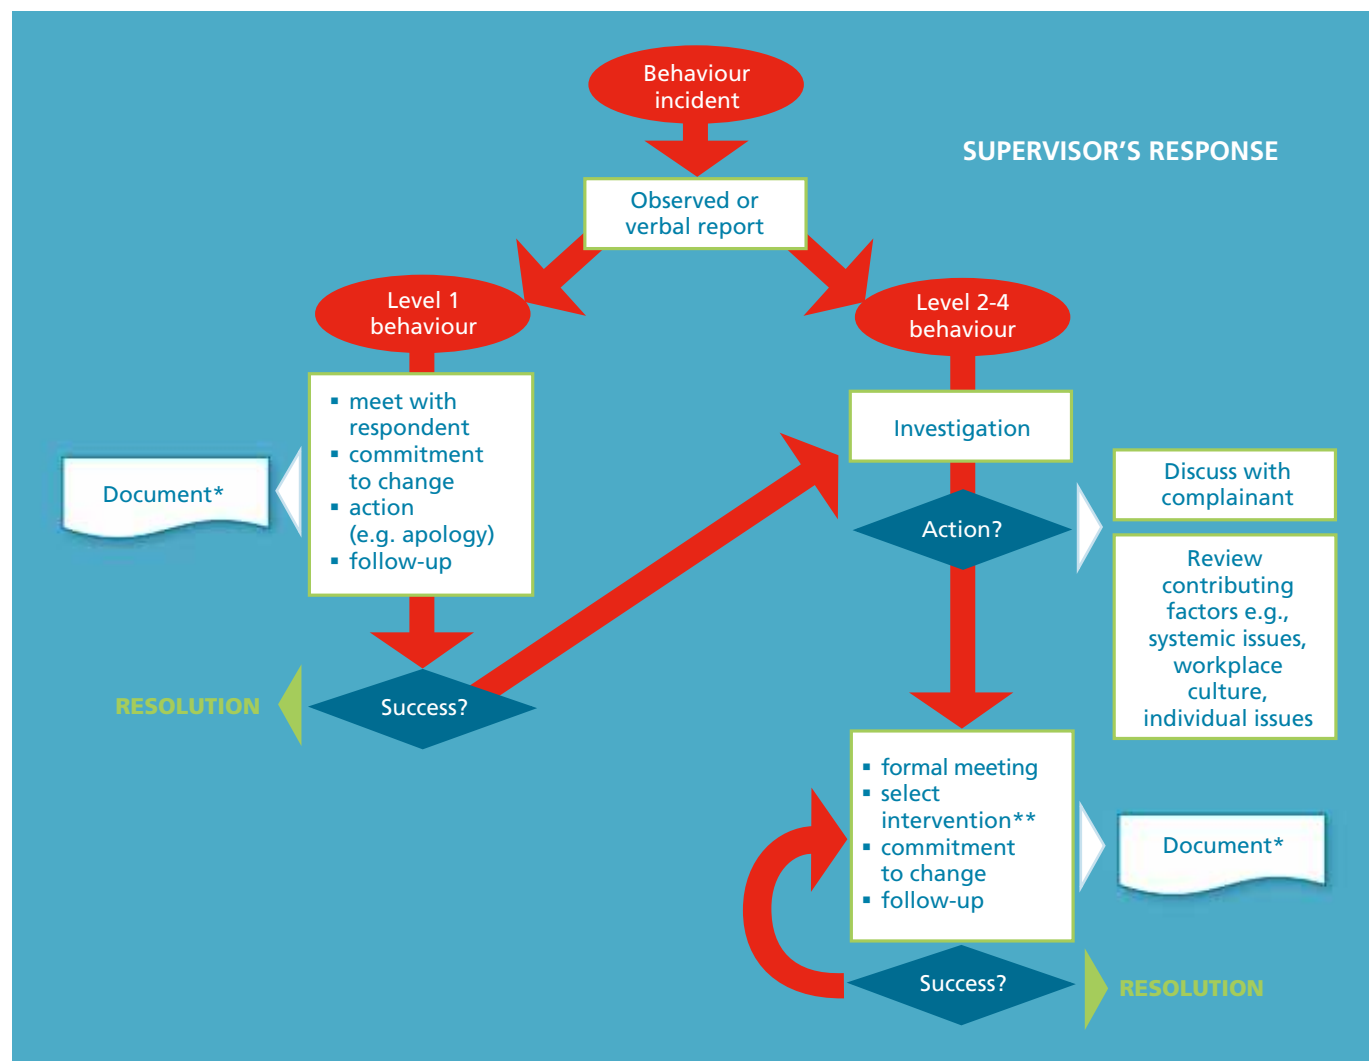 Behaviour
incident
SUPERVISOR'S RESPONSE
Observed or
verbal report
Level 1
behaviour
Level 2-4
behaviour
▪ meet with
respondent
▪ commitment
to change
▪ action
(e.g. apology)
▪ follow-up
Document*
Success?
RESOLUTION
Investigation
Action?
Discuss with
complainant
Review
contributing
factors e.g.,
systemic issues,
workplace
culture,
individual issues
▪ formal meeting
▪ select
intervention**
▪ commitment
to change
▪ follow-up
Document*
Success?
RESOLUTION